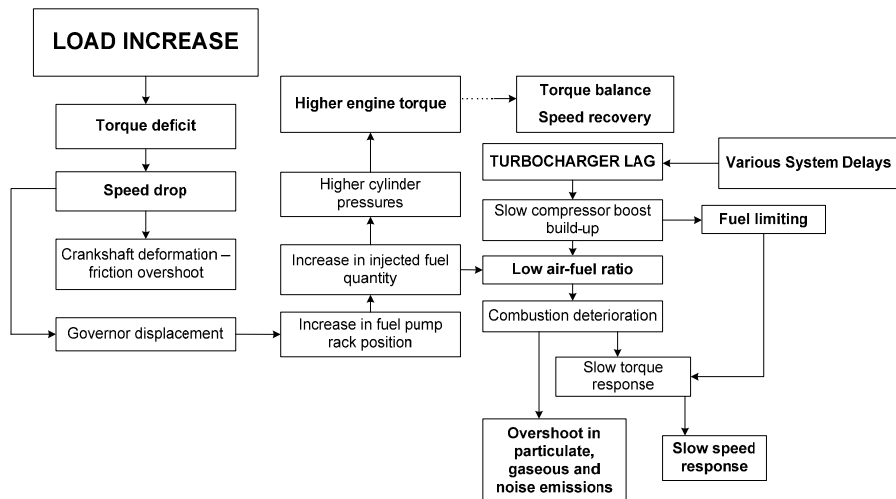 LOAD INCREASE
Torque deficit
Speed drop
Crankshaft deformation –
friction overshoot
Governor displacement
Higher engine torque
Higher cylinder
pressures
Increase in injected fuel
quantity
Increase in fuel pump
rack position
Torque balance
Speed recovery
TURBOCHARGER LAG
Various System Delays
Slow compressor boost
build-up
Fuel limiting
Low air-fuel ratio
Combustion deterioration
Slow torque
response
Overshoot in
particulate,
gaseous and
noise emissions
Slow speed
response